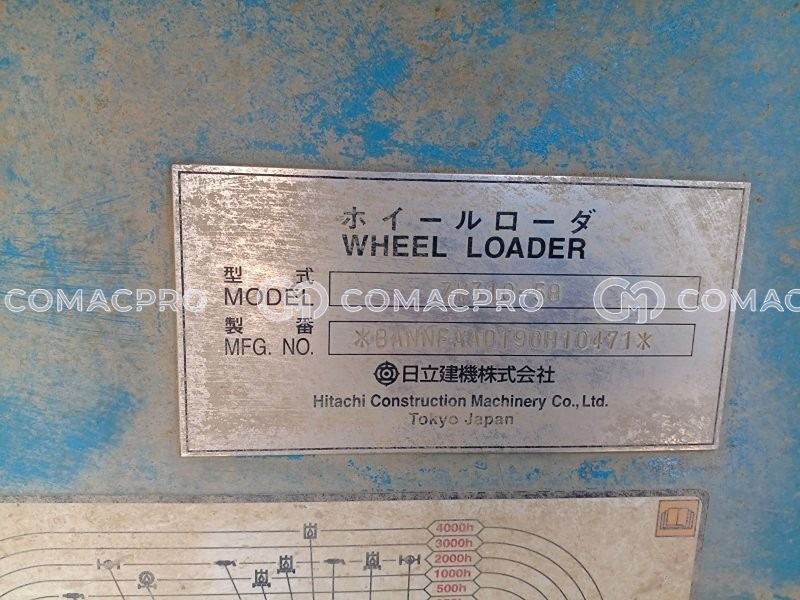 ホイールローダ
WHEEL LOADER
型式
MODEL
COMACPRO COMACPRO COMACPRO
製番
MFG. NO.
日立建機株式会社
Hitachi Construction Machinery Co., Ltd.
Tokyo Japan
4000h
3000h
2000h
1000h
500h